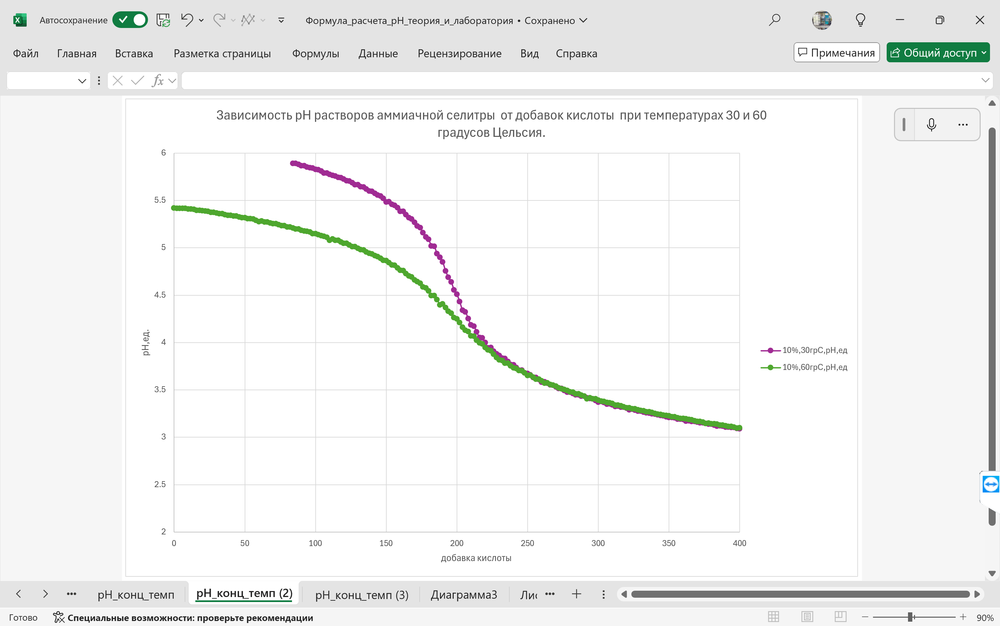 Автосохранение
Формула_расчета_pH_теория_и_лаборатория • Сохранено
Файл Главная Вставка Разметка страницы Формулы Данные Рецензирование Вид Справка
Примечания
Общий доступ
fx
Зависимость pH растворов аммиачной селитры от добавок кислоты при температурах 30 и 60
градусов Цельсия.
6
5.5
5
4.5
4
3.5
3
2.5
2
pH,ед.
0 50 100 150 200 250 300 350 400
добавка кислоты
10%,30грС,pH,ед
10%,60грС,pH,ед
pH_конц_темп pH_конц_темп (2) pH_конц_темп (3) Диаграмма3
Готово
Специальные возможности: проверьте рекомендации
90%